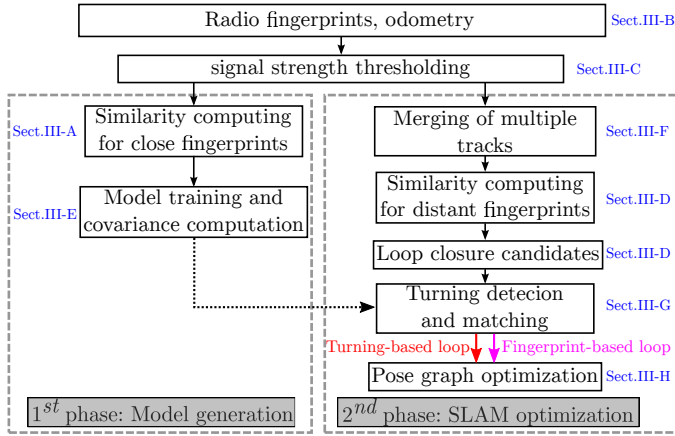 Radio fingerprints, odometry
Sect.III-B
signal strength thresholding
Sect.III-C
Sect.III-A
Similarity computing
for close fingerprints
Sect.III-E
Model training and
covariance computation
1st phase: Model generation
Merging of multiple
tracks
Sect.III-F
Similarity computing
for distant fingerprints
Sect.III-D
Loop closure candidates
Sect.III-D
Turning detecion
and matching
Sect.III-G
Turning-based loop
Fingerprint-based loop
Pose graph optimization
Sect.III-H
2nd phase: SLAM optimization